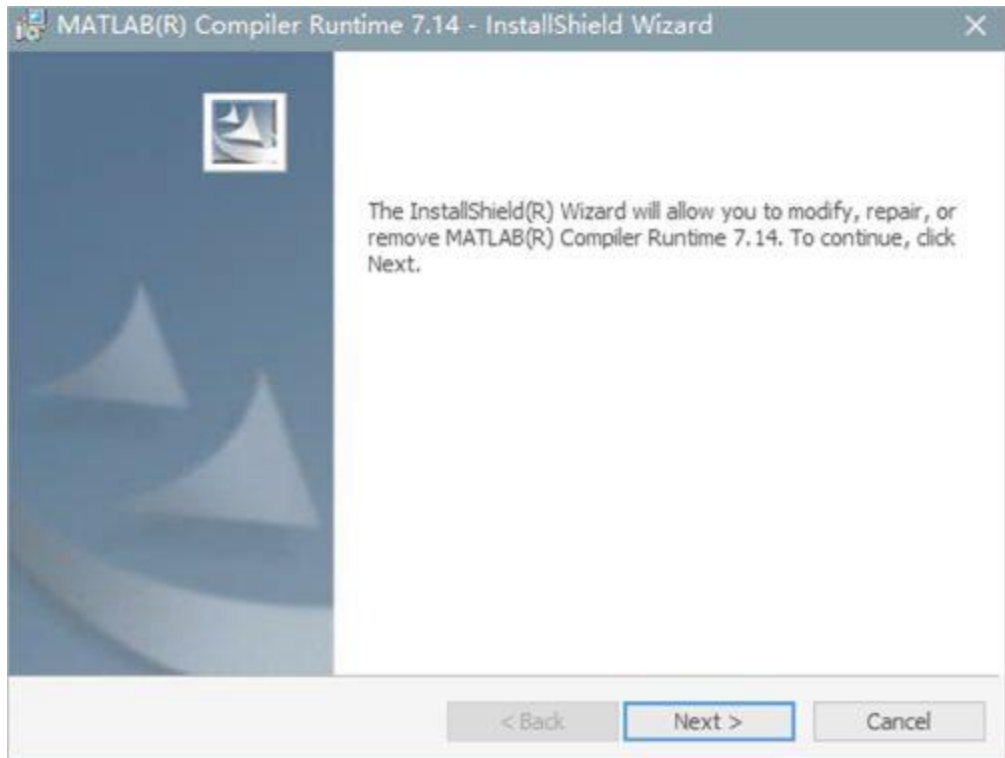 MATLAB(R) Compiler Runtime 7.14 - InstallShield Wizard
The InstallShield(R) Wizard will allow you to modify, repair, or
remove MATLAB(R) Compiler Runtime 7.14. To continue, click
Next.
< Back
Next >
Cancel